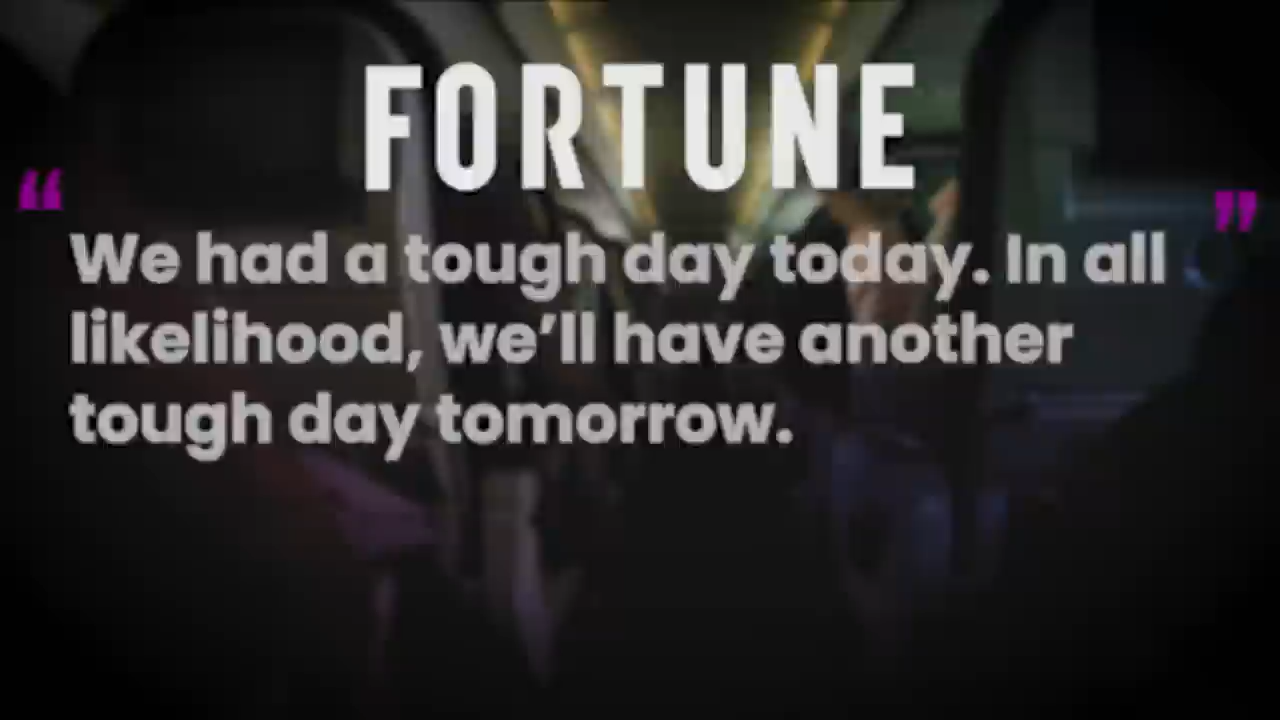 FORTUNE
“We had a tough day today. In all
likelihood, we’ll have another
tough day tomorrow.”